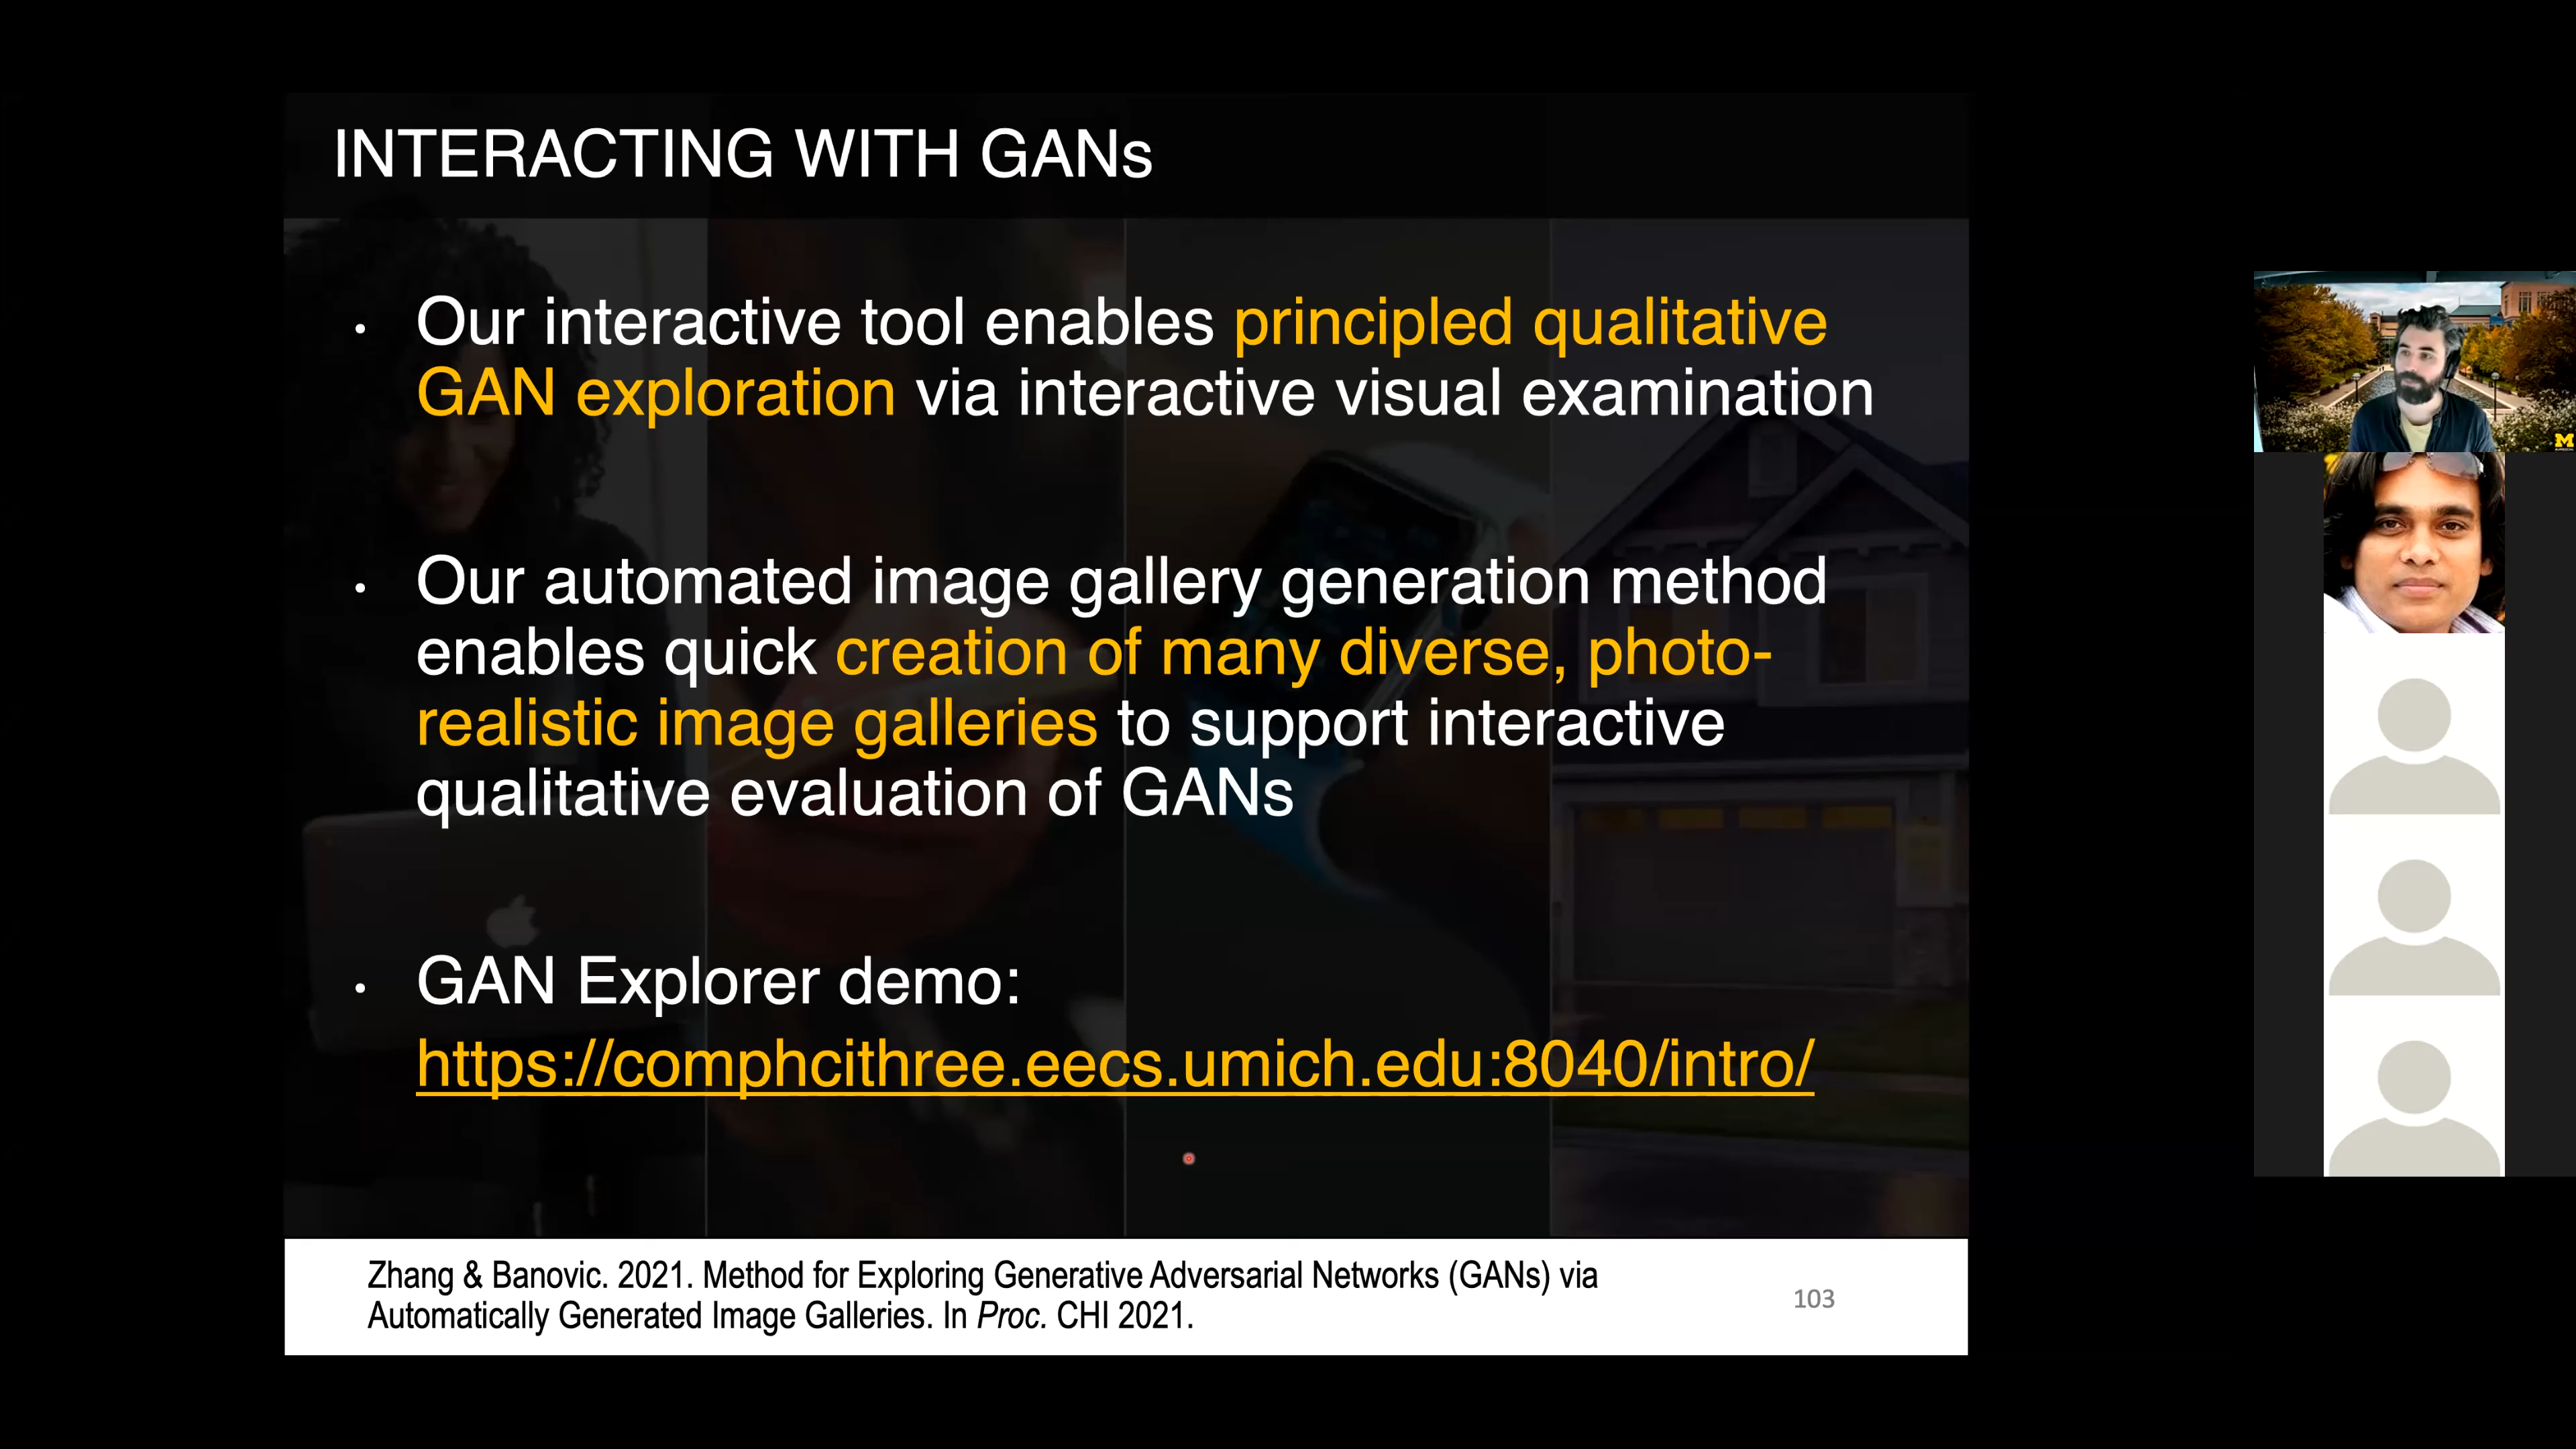 INTERACTING WITH GANs
• Our interactive tool enables principled qualitative
GAN exploration via interactive visual examination
• Our automated image gallery generation method
enables quick creation of many diverse, photo-
realistic image galleries to support interactive
qualitative evaluation of GANs
• GAN Explorer demo:
https://comphcithree.eecs.umich.edu:8040/intro/
Zhang & Banovic. 2021. Method for Exploring Generative Adversarial Networks (GANs) via
Automatically Generated Image Galleries. In Proc. CHI 2021.
103
M